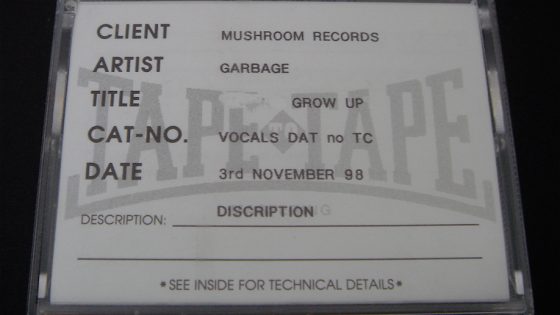 CLIENT MUSHROOM RECORDS
ARTIST GARBAGE
TITLE GROW UP
CAT-NO. VOCALS DAT no TC
DATE 3rd NOVEMBER 98
TAPE TO TAPE
DESCRIPTION: DISCRIPTION
*SEE INSIDE FOR TECHNICAL DETAILS*